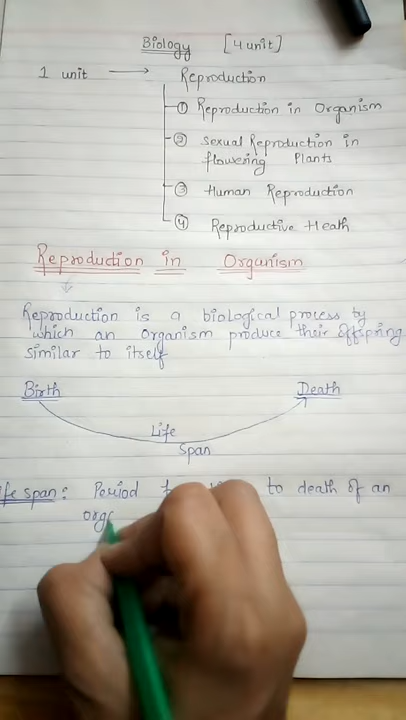 Biology [4 unit]
1 unit → Reproduction
① Reproduction in Organism
② Sexual Reproduction in
flowering Plants
③ Human Reproduction
④ Reproductive Heath
Reproduction in Organism
Reproduction is a biological process by
which an organism produce their offspring
similar to itself
Birth Death
Life
Span
span: Period to death of an